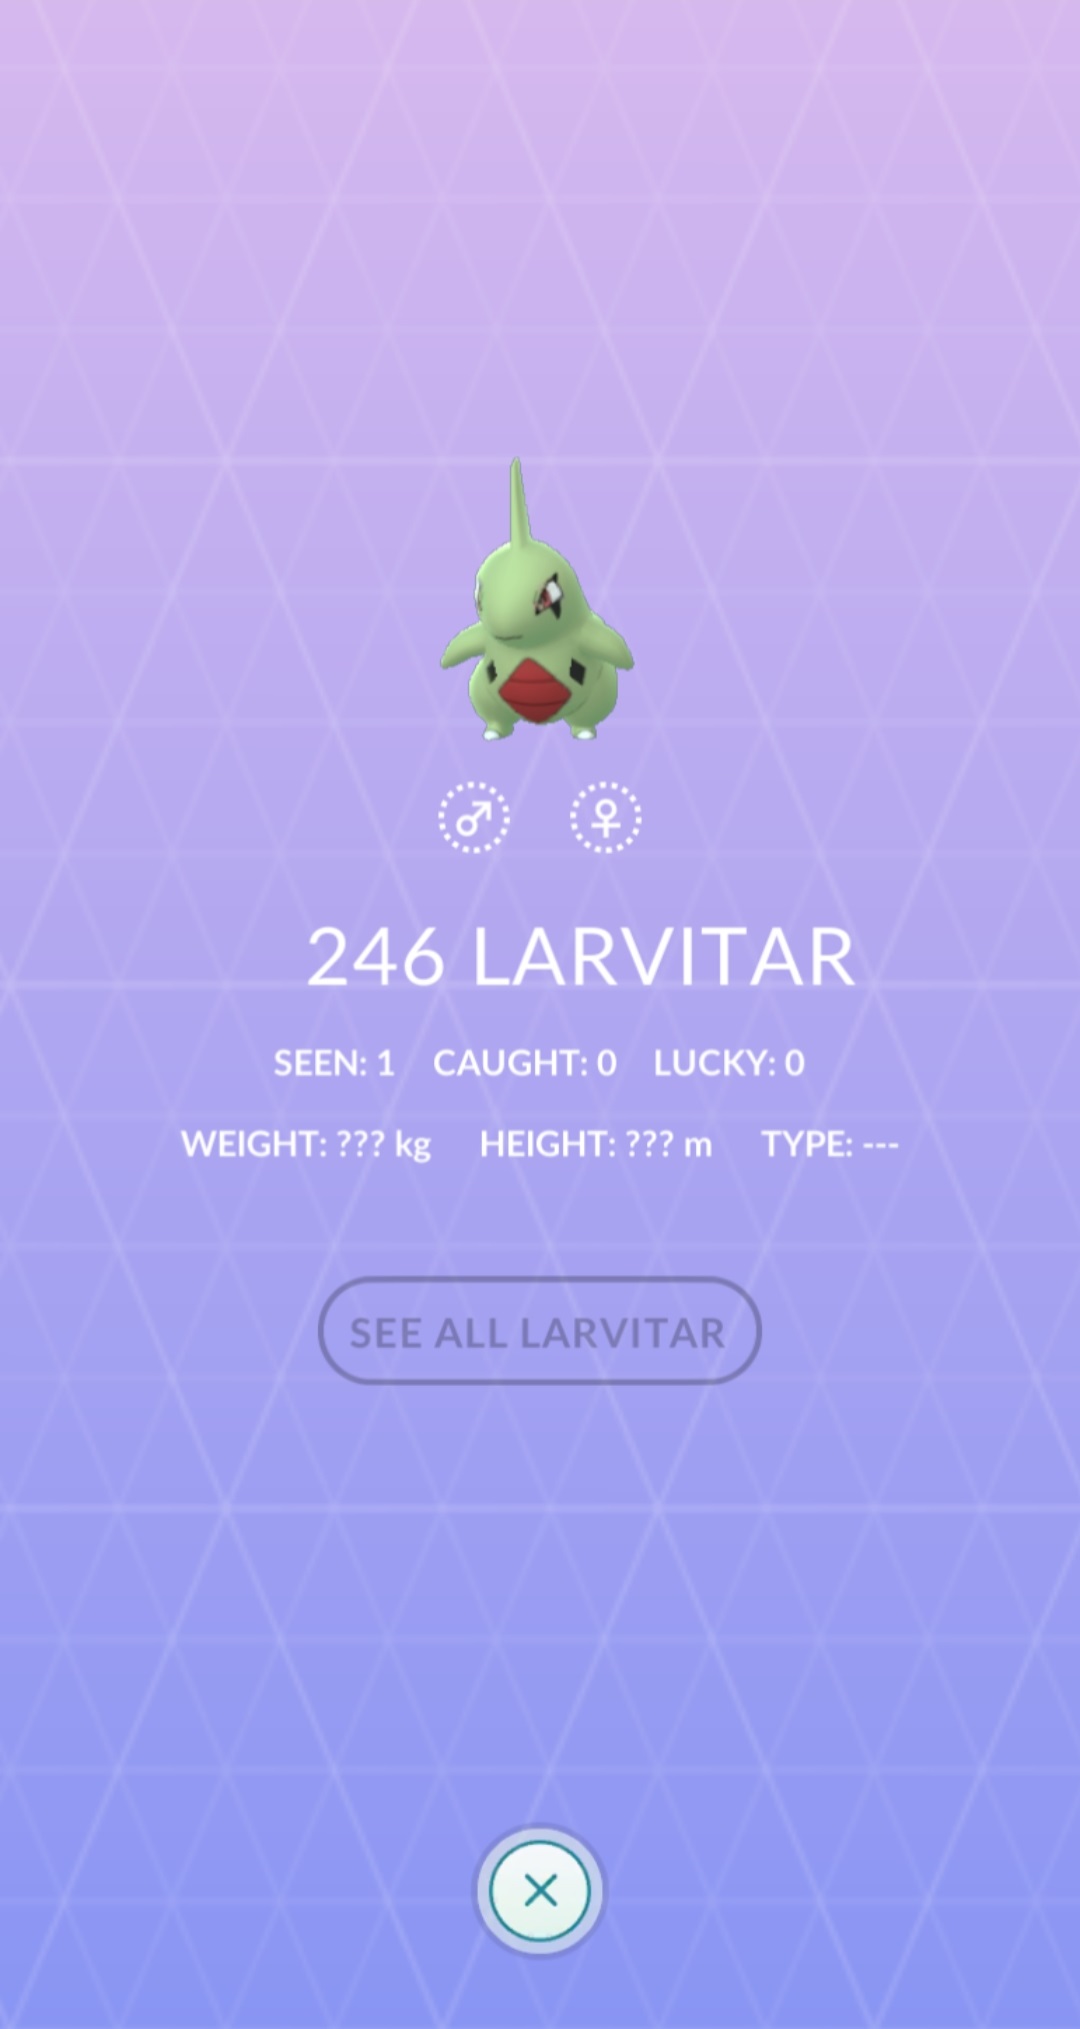 246 LARVITAR
SEEN: 1 CAUGHT: 0 LUCKY: 0
WEIGHT: ??? kg HEIGHT: ??? m TYPE: ---
SEE ALL LARVITAR